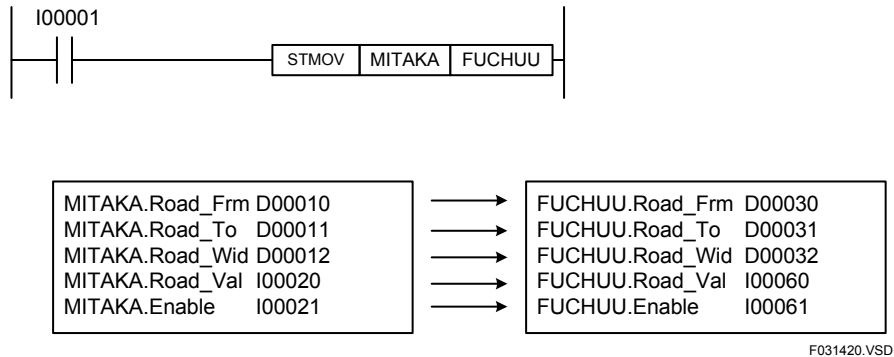 I00001
STMOV MITAKA FUCHUU
MITAKA.Road_Frm D00010
MITAKA.Road_To D00011
MITAKA.Road_Wid D00012
MITAKA.Road_Val I00020
MITAKA.Enable I00021
FUCHUU.Road_Frm D00030
FUCHUU.Road_To D00031
FUCHUU.Road_Wid D00032
FUCHUU.Road_Val I00060
FUCHUU.Enable I00061
F031420.VSD